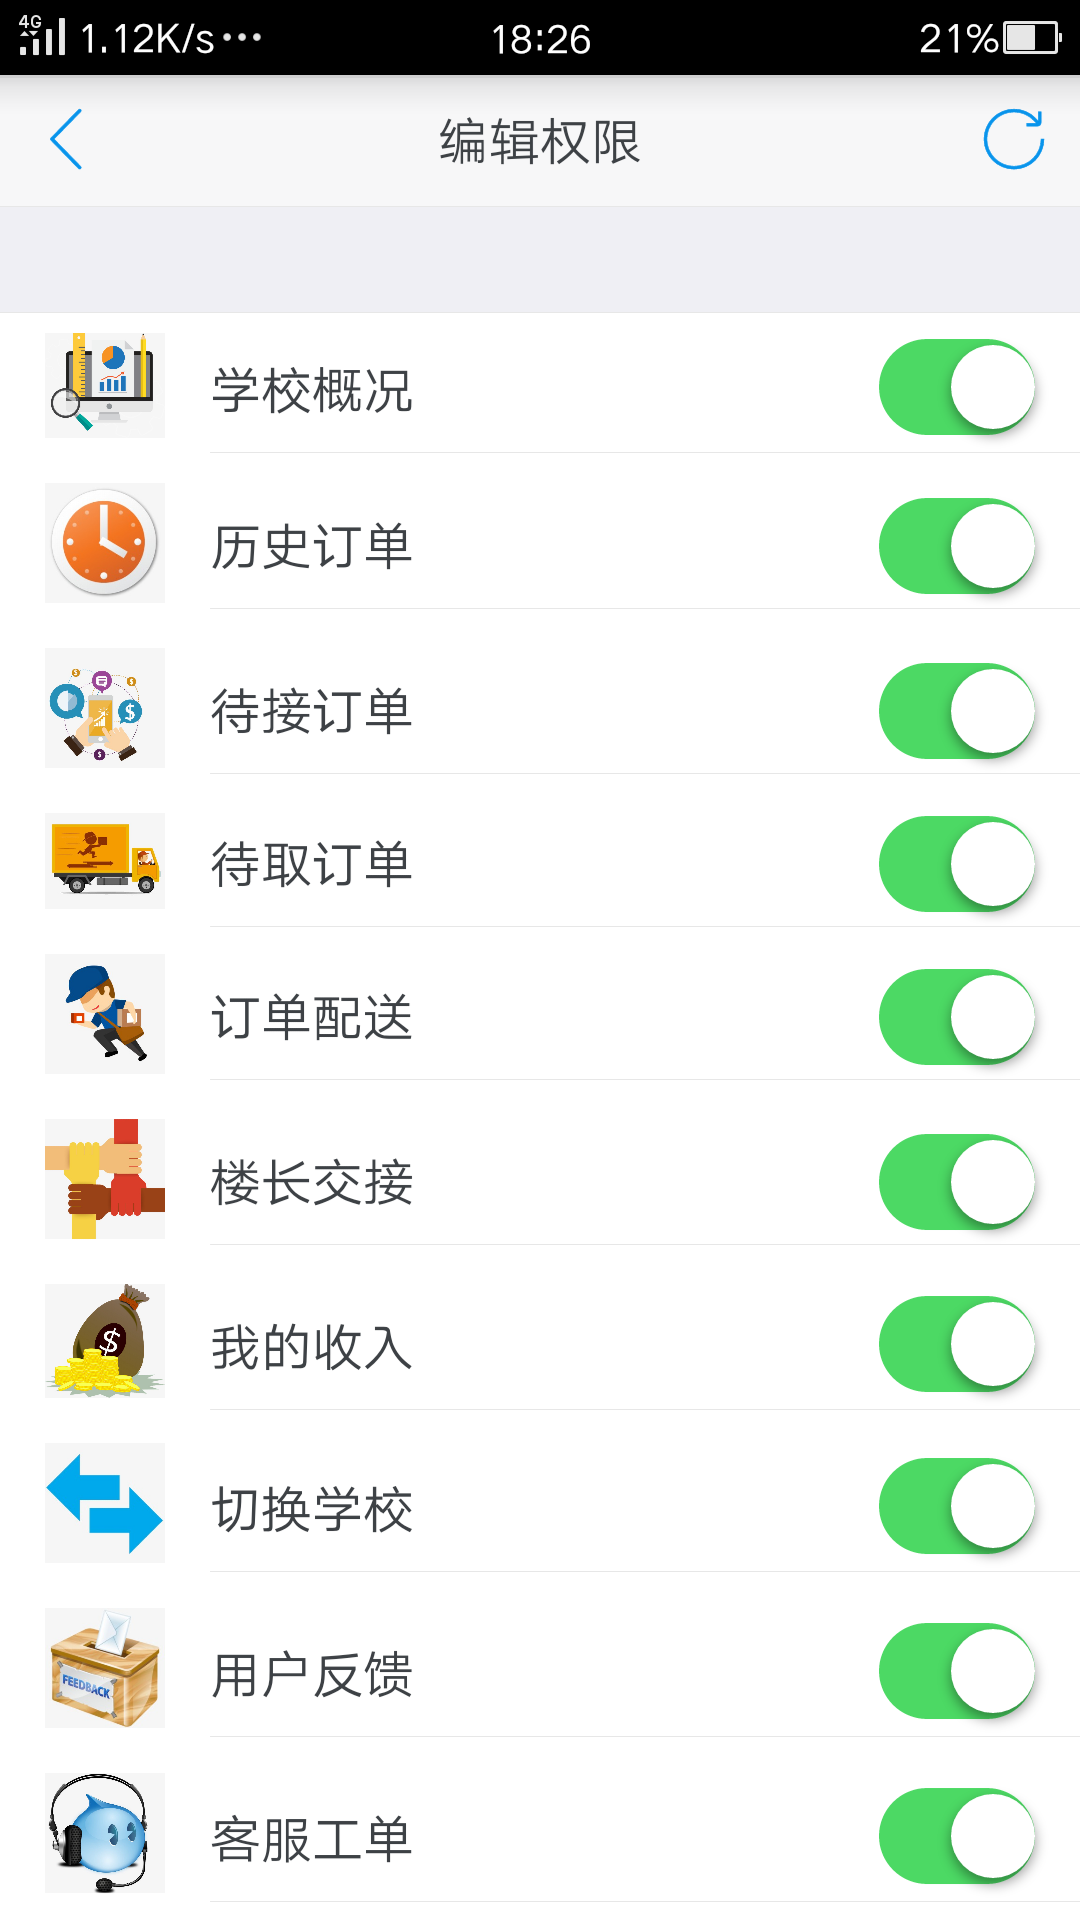 4G 1.12K/s··· 18:26 21%
编辑权限
学校概况
历史订单
待接订单
待取订单
订单配送
楼长交接
我的收入
$
切换学校
用户反馈
FEEDBACK
客服工单